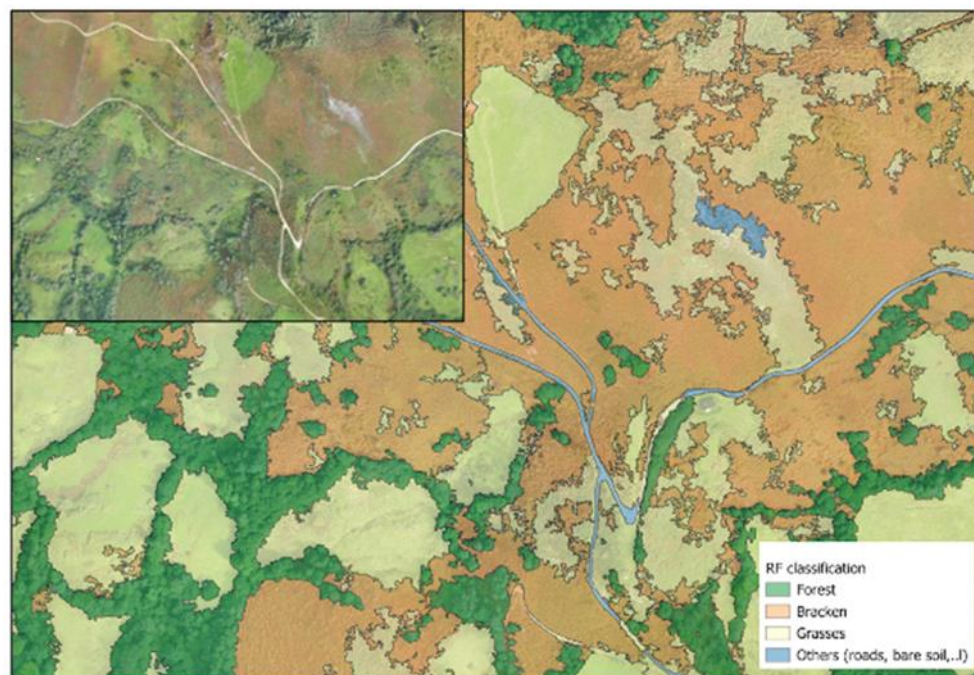 RF classification
Forest
Bracken
Grasses
Others (roads, bare soil,..l)